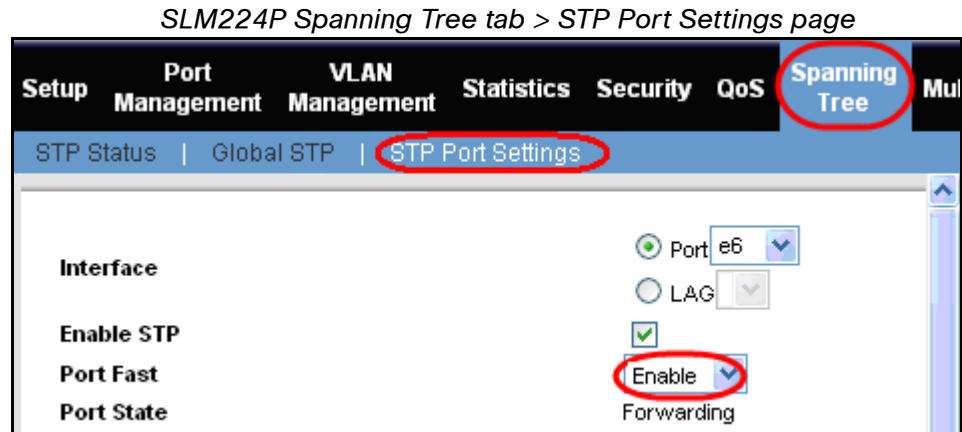 SLM224P Spanning Tree tab > STP Port Settings page
Setup Port Management VLAN Management Statistics Security QoS Spanning Tree Mul
STP Status | Global STP | STP Port Settings
Interface
Port e6
LAG
Enable STP
Port Fast Enable
Port State Forwarding